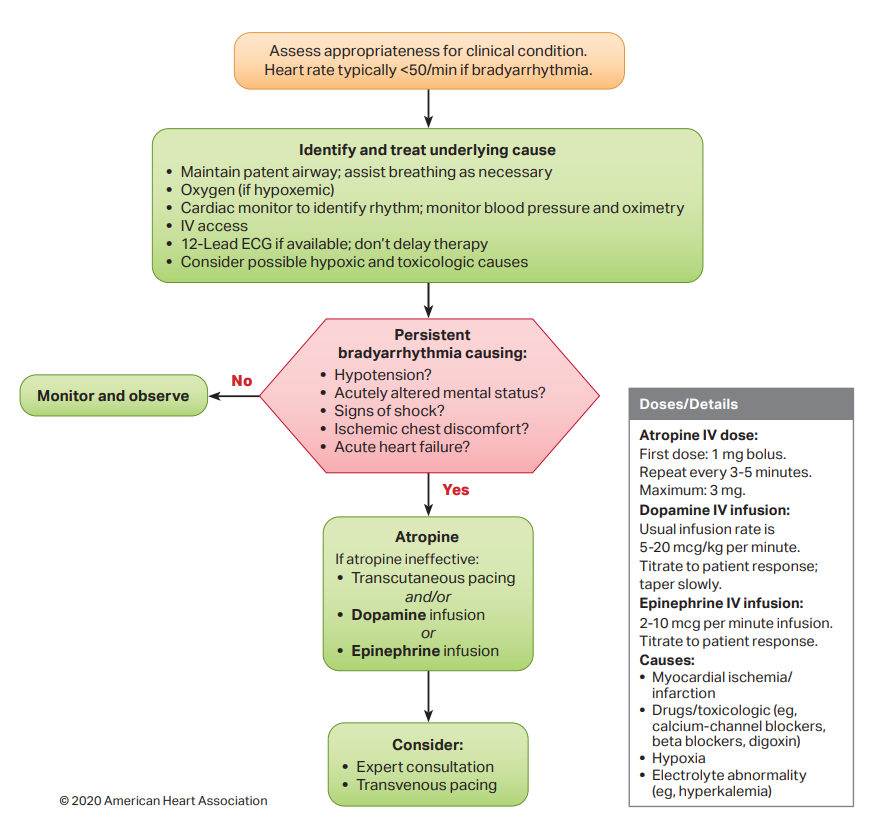 Assess appropriateness for clinical condition.
Heart rate typically <50/min if bradyarrhythmia.
Identify and treat underlying cause
• Maintain patent airway; assist breathing as necessary
• Oxygen (if hypoxemic)
• Cardiac monitor to identify rhythm; monitor blood pressure and oximetry
• IV access
• 12-Lead ECG if available; don't delay therapy
• Consider possible hypoxic and toxicologic causes
Persistent
bradyarrhythmia causing:
• Hypotension?
• Acutely altered mental status?
• Signs of shock?
• Ischemic chest discomfort?
• Acute heart failure?
No
Monitor and observe
Yes
Atropine
If atropine ineffective:
• Transcutaneous pacing
and/or
• Dopamine infusion
or
• Epinephrine infusion
Consider:
• Expert consultation
• Transvenous pacing
Doses/Details
Atropine IV dose:
First dose: 1 mg bolus.
Repeat every 3-5 minutes.
Maximum: 3 mg.
Dopamine IV infusion:
Usual infusion rate is
5-20 mcg/kg per minute.
Titrate to patient response;
taper slowly.
Epinephrine IV infusion:
2-10 mcg per minute infusion.
Titrate to patient response.
Causes:
• Myocardial ischemia/
infarction
• Drugs/toxicologic (eg,
calcium-channel blockers,
beta blockers, digoxin)
• Hypoxia
• Electrolyte abnormality
(eg, hyperkalemia)
© 2020 American Heart Association